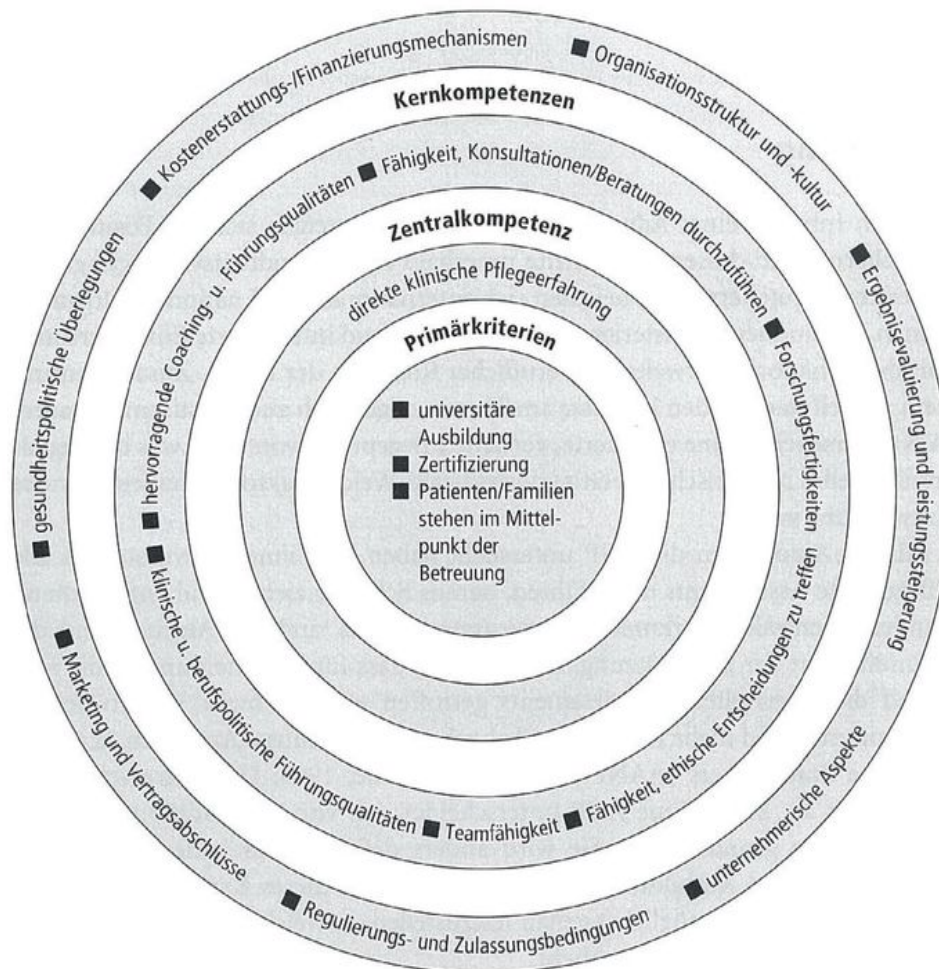 Kostenerstattungs-/Finanzierungsmechanismen
Organisationsstruktur und -kultur
Ergebnisevaluierung und Leistungssteigerung
unternehmerische Aspekte
Regulierungs- und Zulassungsbedingungen
Marketing und Vertragsabschlüsse
gesundheitspolitische Überlegungen
Kernkompetenzen
Fähigkeit, Konsultationen/Beratungen durchzuführen
Forschungsfertigkeiten
Fähigkeit, ethische Entscheidungen zu treffen
Teamfähigkeit
klinische u. berufspolitische Führungsqualitäten
hervorragende Coaching- u. Führungsqualitäten
Zentralkompetenz
direkte klinische Pflegeerfahrung
Primärkriterien
universitäre
Ausbildung
Zertifizierung
Patienten/Familien
stehen im Mittel-
punkt der
Betreuung